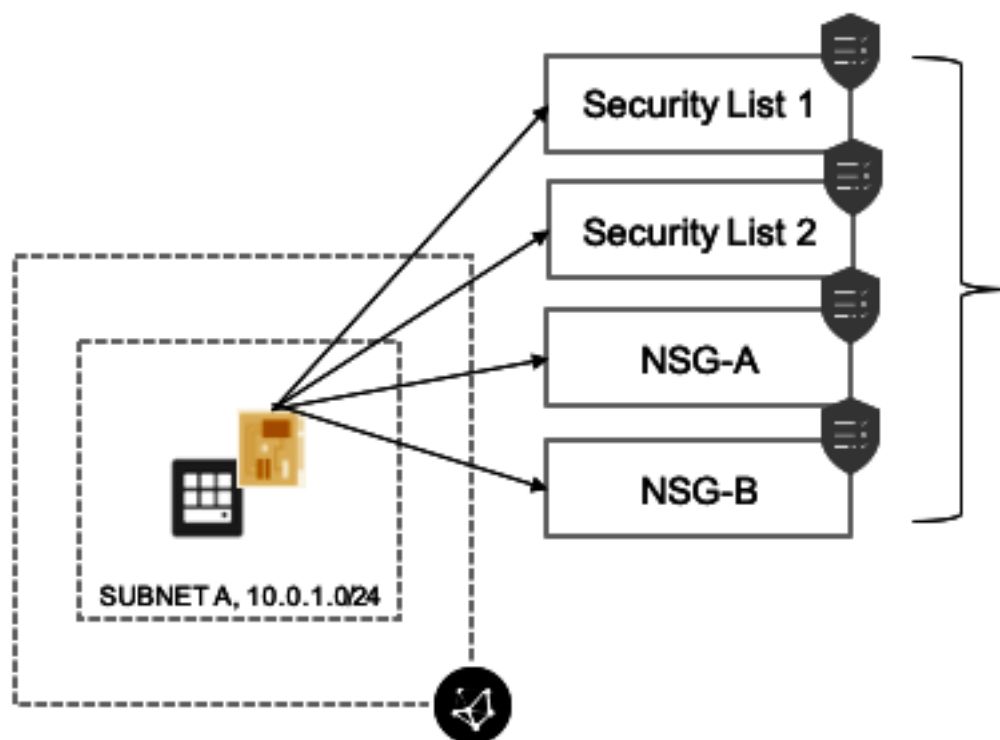 Security List 1
Security List 2
NSG-A
NSG-B
SUBNET A, 10.0.1.0/24